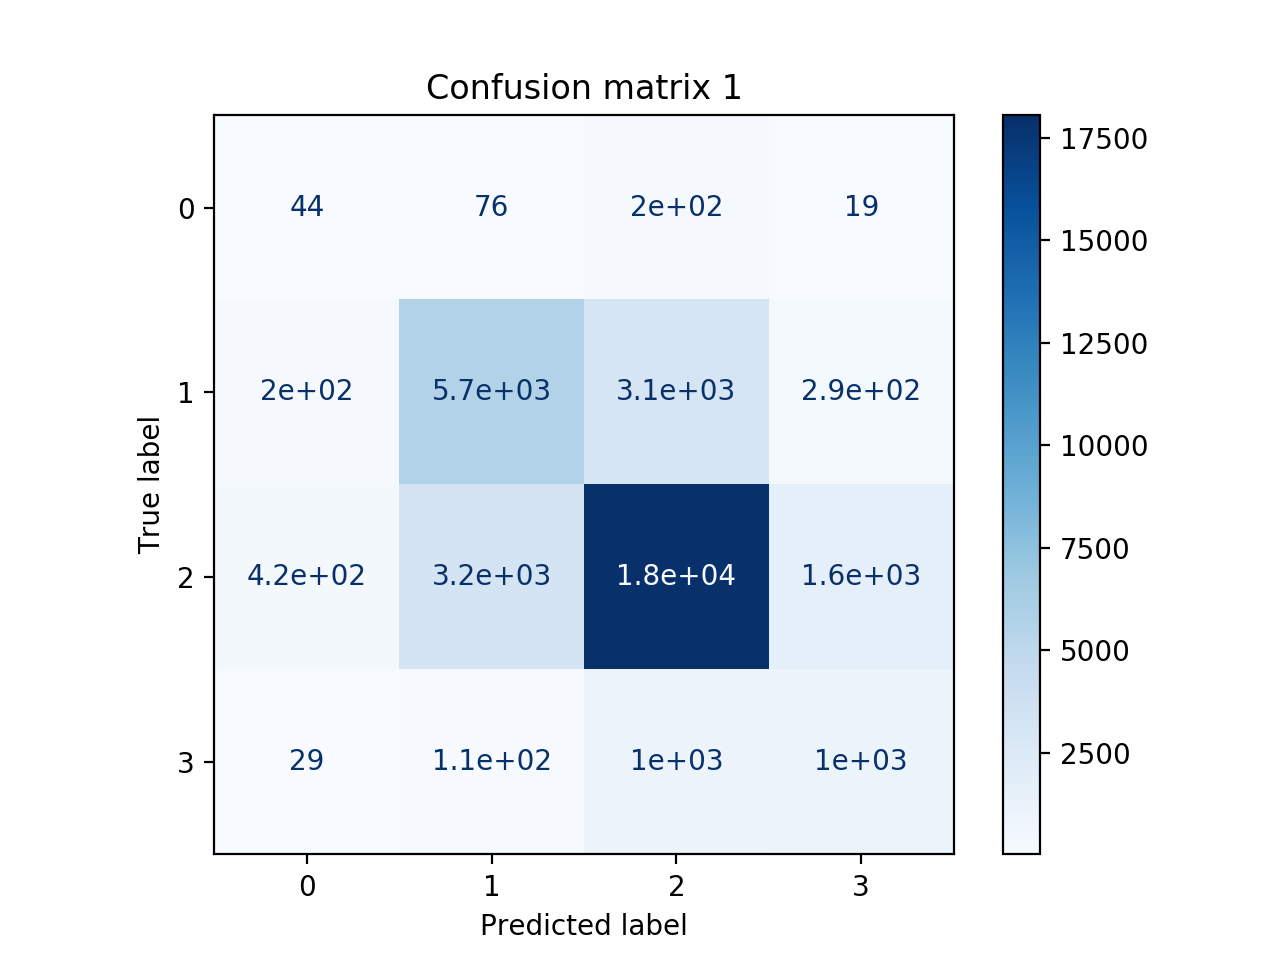 Confusion matrix 1
0 44 76 2e+02 19
1 2e+02 5.7e+03 3.1e+03 2.9e+02
2 4.2e+02 3.2e+03 1.8e+04 1.6e+03
3 29 1.1e+02 1e+03 1e+03
0 1 2 3
Predicted label
True label
17500
15000
12500
10000
7500
5000
2500